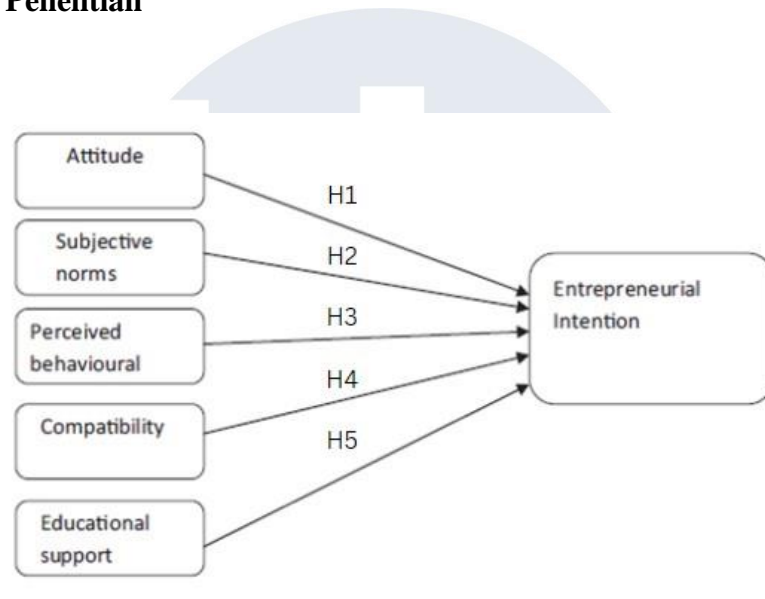 Penelitian
Attitude
H1
Subjective
norms
H2
Perceived
behavioural
H3
Compatibility
H4
Educational
support
H5
Entrepreneurial
Intention